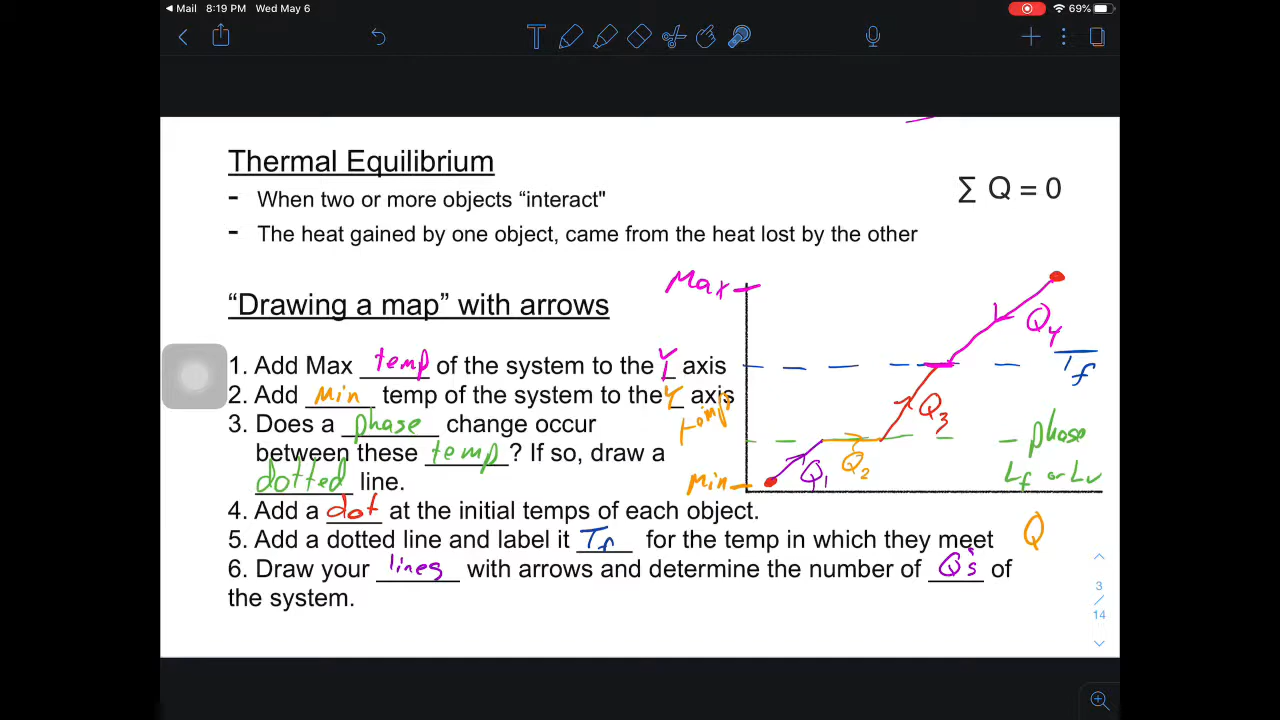 Mail 8:19 PM Wed May 6 69%
Thermal Equilibrium
- When two or more objects “interact"
- The heat gained by one object, came from the heat lost by the other
∑ Q = 0
“Drawing a map” with arrows
1. Add Max temp of the system to the Y axis
2. Add min temp of the system to the Y axis
3. Does a phase change occur
between these temp? If so, draw a
dotted line.
4. Add a dot at the initial temps of each object.
5. Add a dotted line and label it Tf for the temp in which they meet
6. Draw your lines with arrows and determine the number of Q's of
the system.
Max
Q4
Tf
Q3
temp
phase
Q2
Q1
Lf or Lv
Min
Q
3
/
14